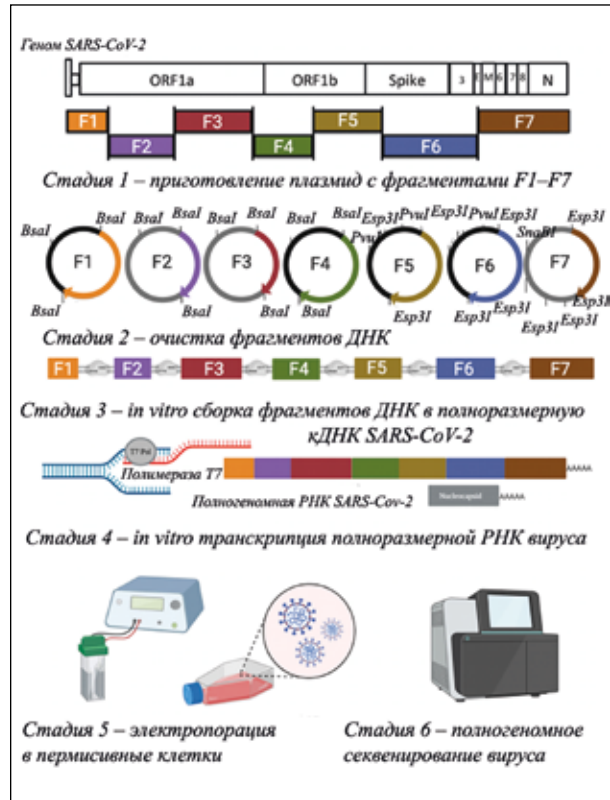 Геном SARS-CoV-2
ORF1a ORF1b Spike 3 E M 6 7 8 N
F1 F3 F5 F7
F2 F4 F6
Стадия 1 – приготовление плазмид с фрагментами F1–F7
BsaI BsaI BsaI BsaI BsaI BsaI Esp3I PvuI Esp3I PvuI Esp3I Esp3I
BsaI PvuI SnaBI
F1 F2 F3 F4 F5 F6 F7
BsaI BsaI BsaI BsaI Esp3I Esp3I Esp3I Esp3I Esp3I
Стадия 2 – очистка фрагментов ДНК
F1 F2 F3 F4 F5 F6 F7
Стадия 3 – in vitro сборка фрагментов ДНК в полноразмерную
кДНК SARS-CoV-2
T7 Pol
Полимераза T7
AAAAA
Полногеномная РНК SARS-Cov-2
Nucleocapsid AAAAA
Стадия 4 – in vitro транскрипция полноразмерной РНК вируса
Стадия 5 – электропорация
в пермисивные клетки
Стадия 6 – полногеномное
секвенирование вируса